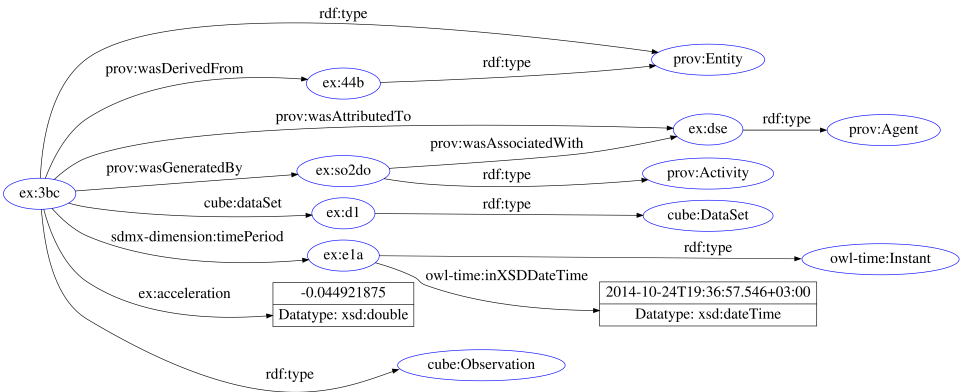 rdf:type
prov:Entity
prov:wasDerivedFrom
ex:44b
rdf:type
prov:wasAttributedTo
ex:dse
rdf:type
prov:Agent
prov:wasAssociatedWith
prov:wasGeneratedBy
ex:so2do
rdf:type
prov:Activity
ex:3bc
cube:dataSet
ex:d1
rdf:type
cube:DataSet
sdmx-dimension:timePeriod
ex:e1a
rdf:type
owl-time:Instant
owl-time:inXSDDateTime
ex:acceleration
-0.044921875
Datatype: xsd:double
2014-10-24T19:36:57.546+03:00
Datatype: xsd:dateTime
rdf:type
cube:Observation